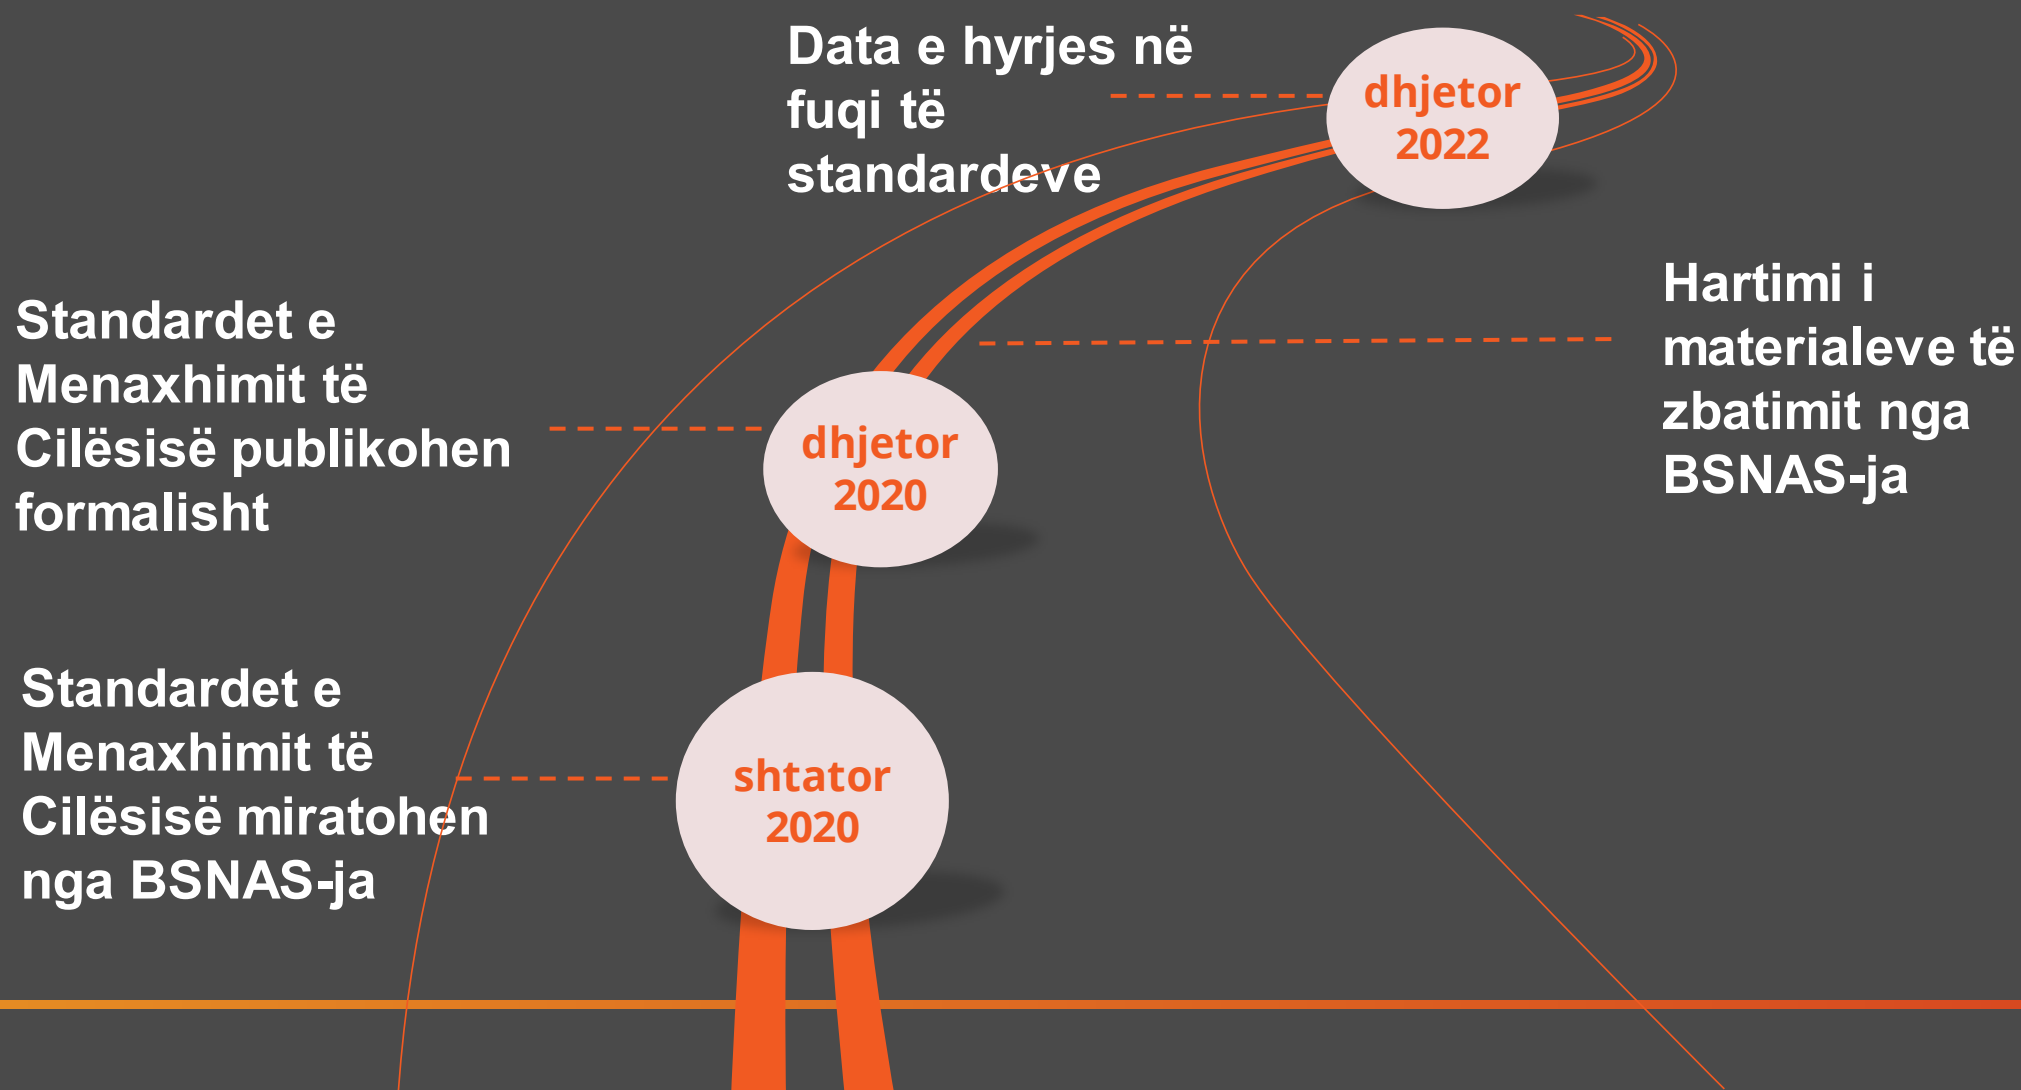 Data e hyrjes në
fuqi të
standardeve
dhjetor
2022
Hartimi i
materialeve të
zbatimit nga
BSNAS-ja
Standardet e
Menaxhimit të
Cilësisë publikohen
formalisht
dhjetor
2020
Standardet e
Menaxhimit të
Cilësisë miratohen
nga BSNAS-ja
shtator
2020